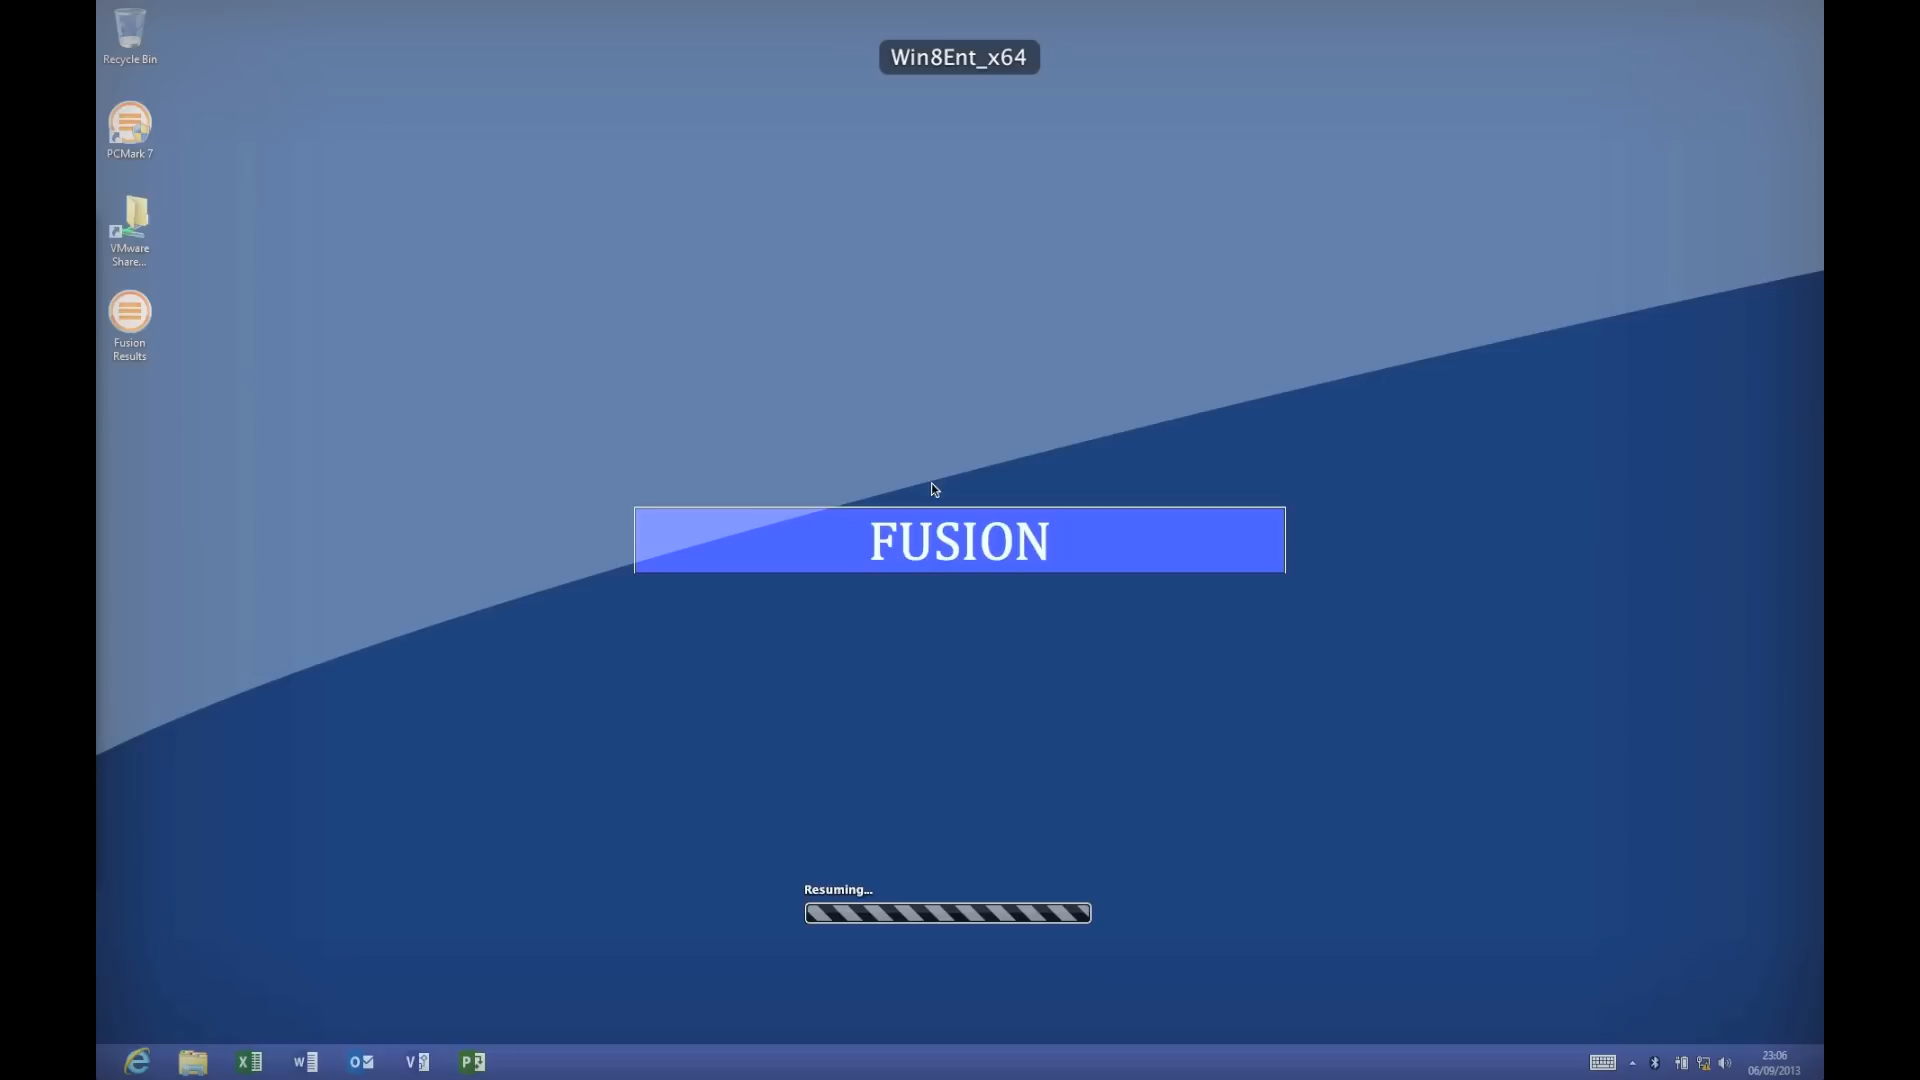 Recycle Bin
Win8Ent_x64
PCMark 7
VMware
Share...
Fusion
Results
FUSION
Resuming...
23:06
06/09/2013